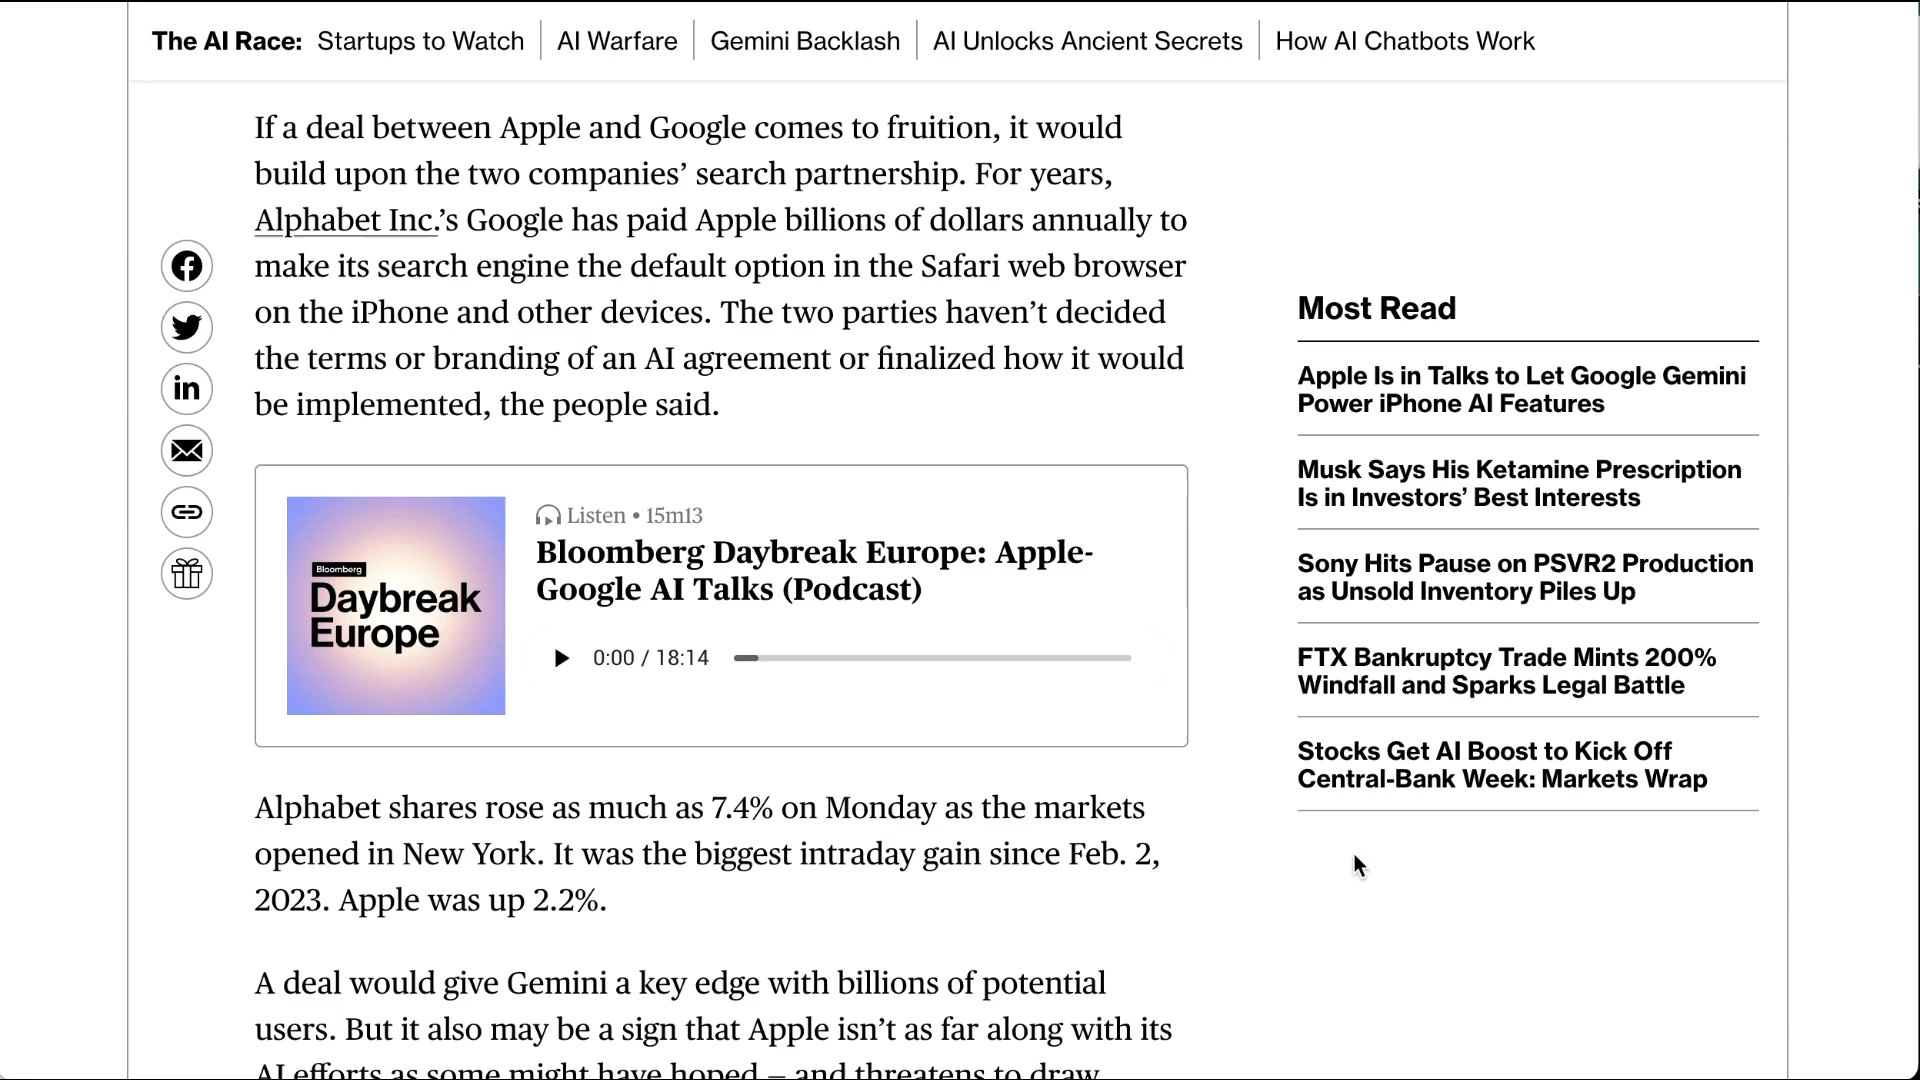 The AI Race: Startups to Watch AI Warfare Gemini Backlash AI Unlocks Ancient Secrets How AI Chatbots Work
If a deal between Apple and Google comes to fruition, it would
build upon the two companies’ search partnership. For years,
Alphabet Inc.’s Google has paid Apple billions of dollars annually to
make its search engine the default option in the Safari web browser
on the iPhone and other devices. The two parties haven’t decided
the terms or branding of an AI agreement or finalized how it would
be implemented, the people said.
Bloomberg
Daybreak
Europe
Listen • 15m13
Bloomberg Daybreak Europe: Apple-
Google AI Talks (Podcast)
0:00 / 18:14
Alphabet shares rose as much as 7.4% on Monday as the markets
opened in New York. It was the biggest intraday gain since Feb. 2,
2023. Apple was up 2.2%.
A deal would give Gemini a key edge with billions of potential
users. But it also may be a sign that Apple isn’t as far along with its
AI efforts as some might have hoped — and threatens to draw
Most Read
Apple Is in Talks to Let Google Gemini
Power iPhone AI Features
Musk Says His Ketamine Prescription
Is in Investors’ Best Interests
Sony Hits Pause on PSVR2 Production
as Unsold Inventory Piles Up
FTX Bankruptcy Trade Mints 200%
Windfall and Sparks Legal Battle
Stocks Get AI Boost to Kick Off
Central-Bank Week: Markets Wrap